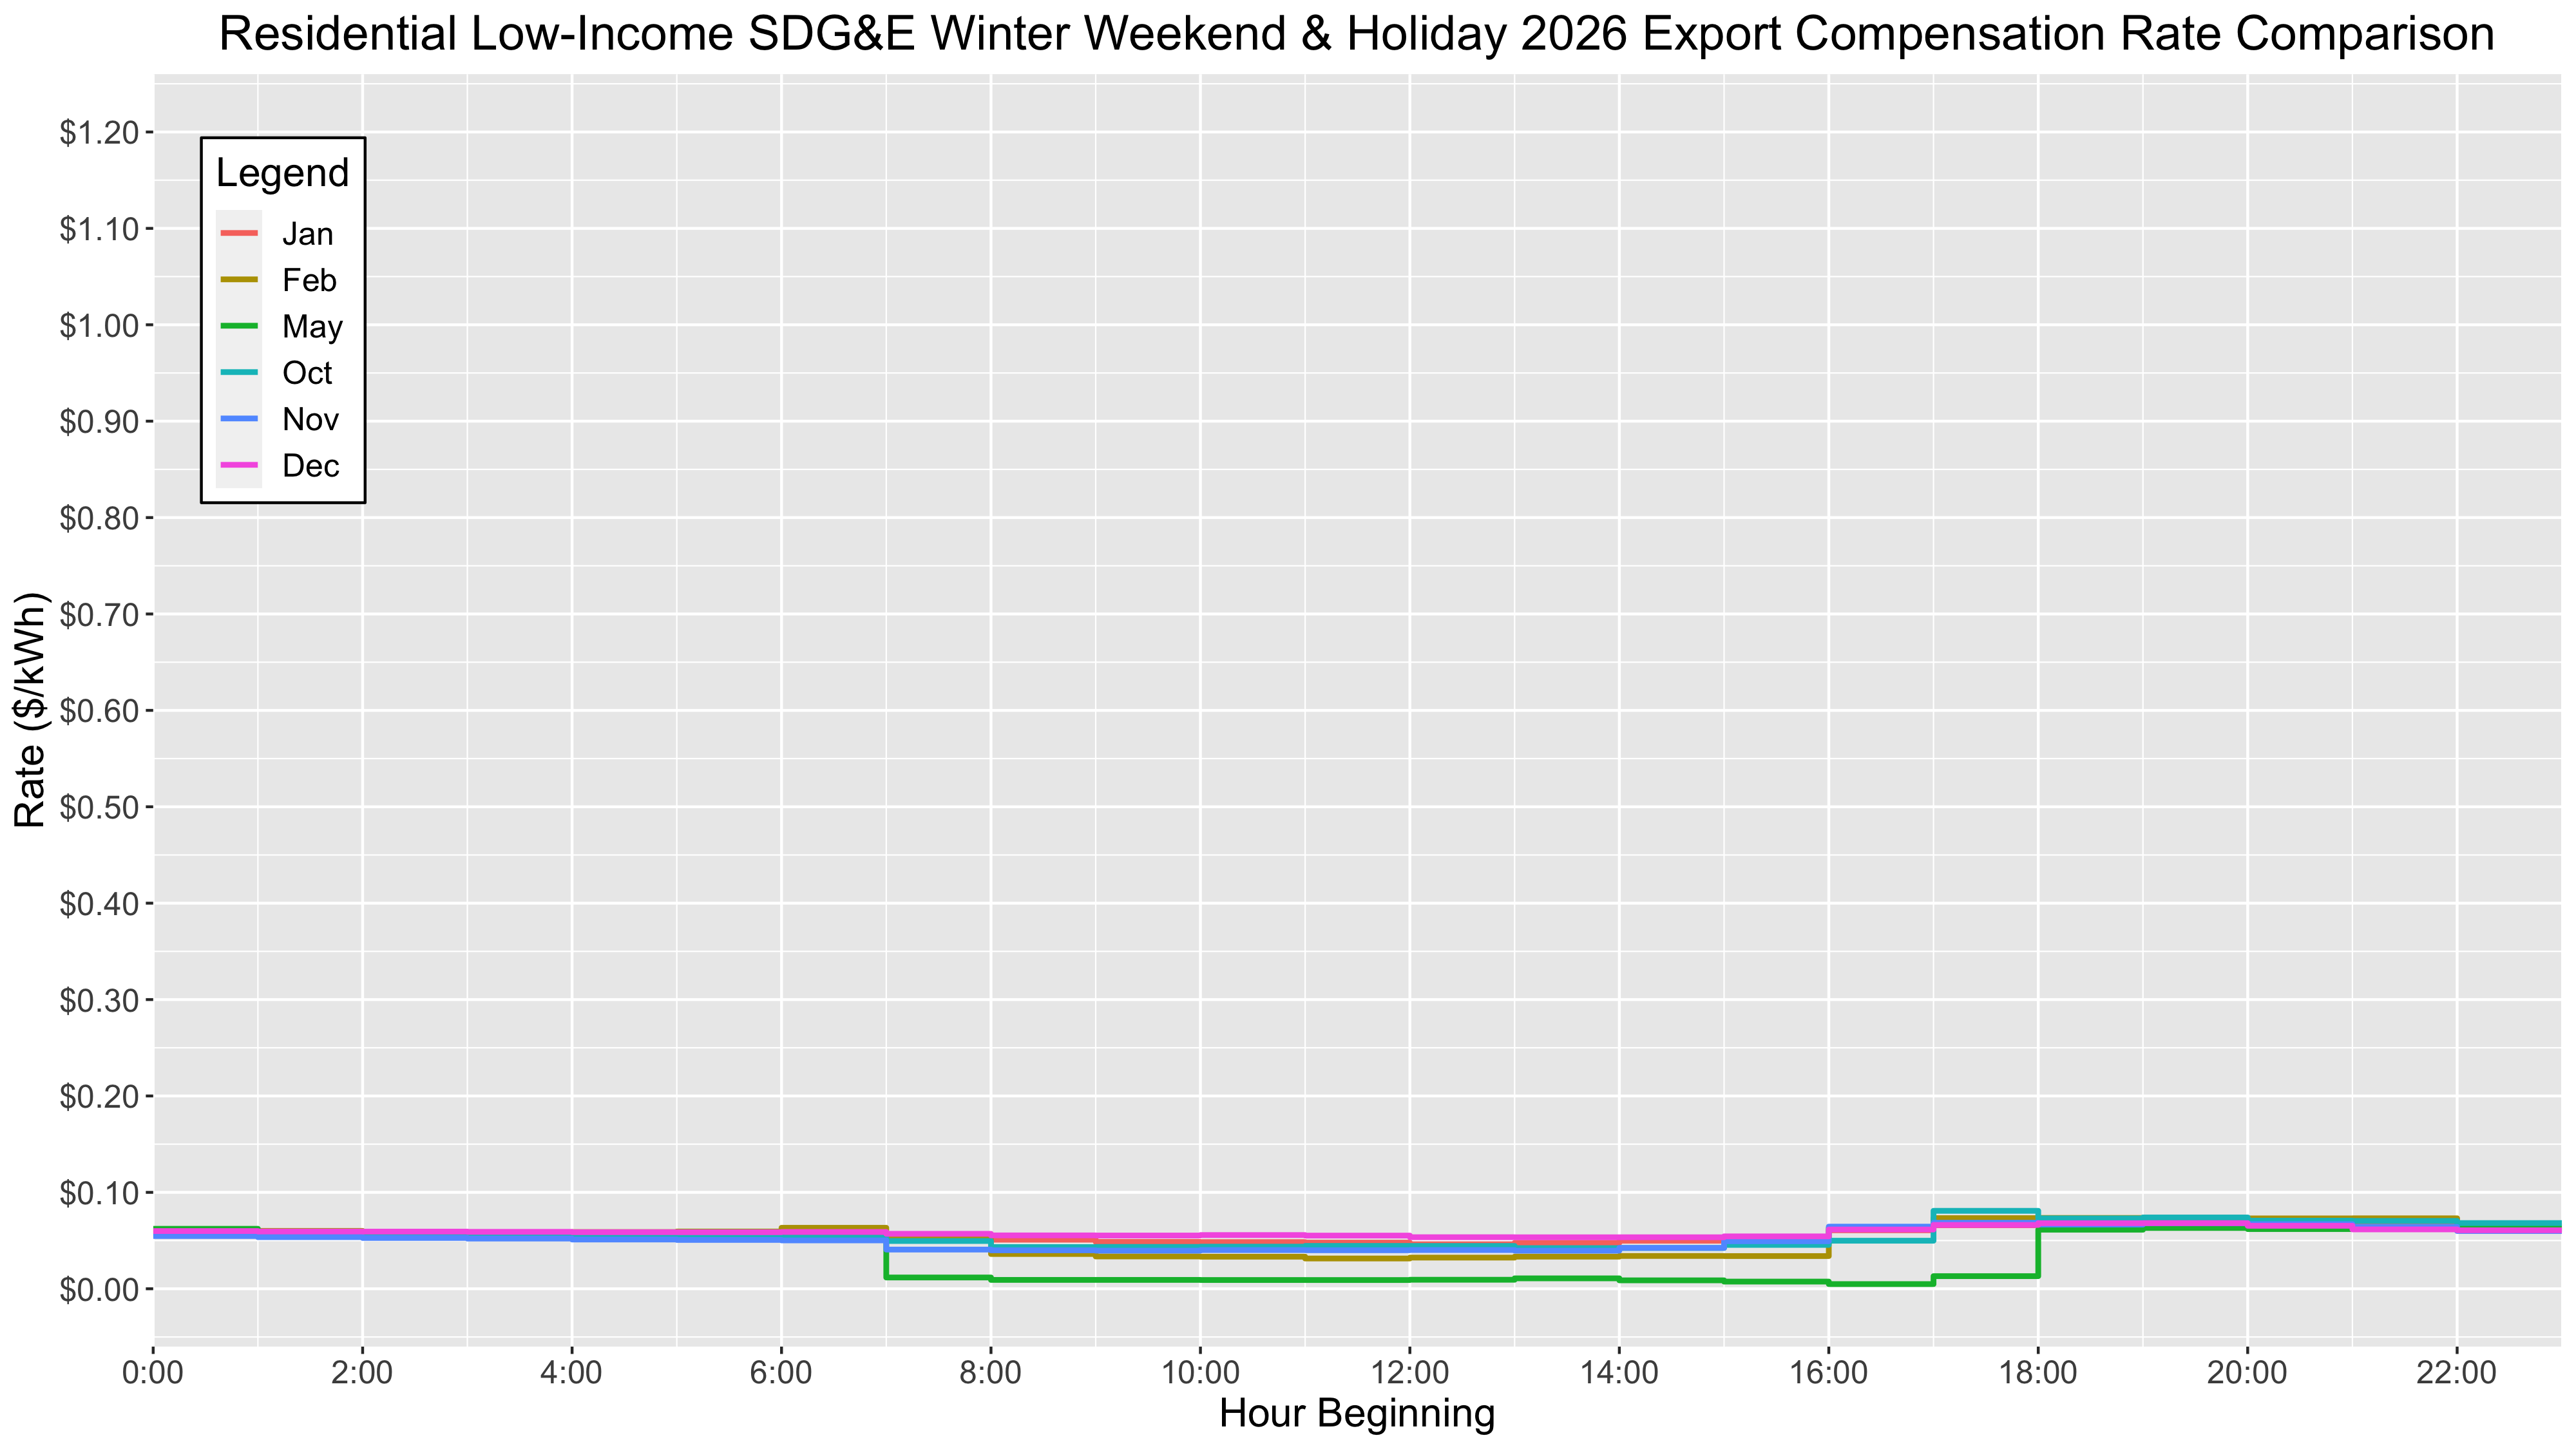 Residential Low-Income SDG&E Winter Weekend & Holiday 2026 Export Compensation Rate Comparison
Legend
Jan
Feb
May
Oct
Nov
Dec
Rate ($/kWh)
$1.20
$1.10
$1.00
$0.90
$0.80
$0.70
$0.60
$0.50
$0.40
$0.30
$0.20
$0.10
$0.00
0:00 2:00 4:00 6:00 8:00 10:00 12:00 14:00 16:00 18:00 20:00 22:00
Hour Beginning